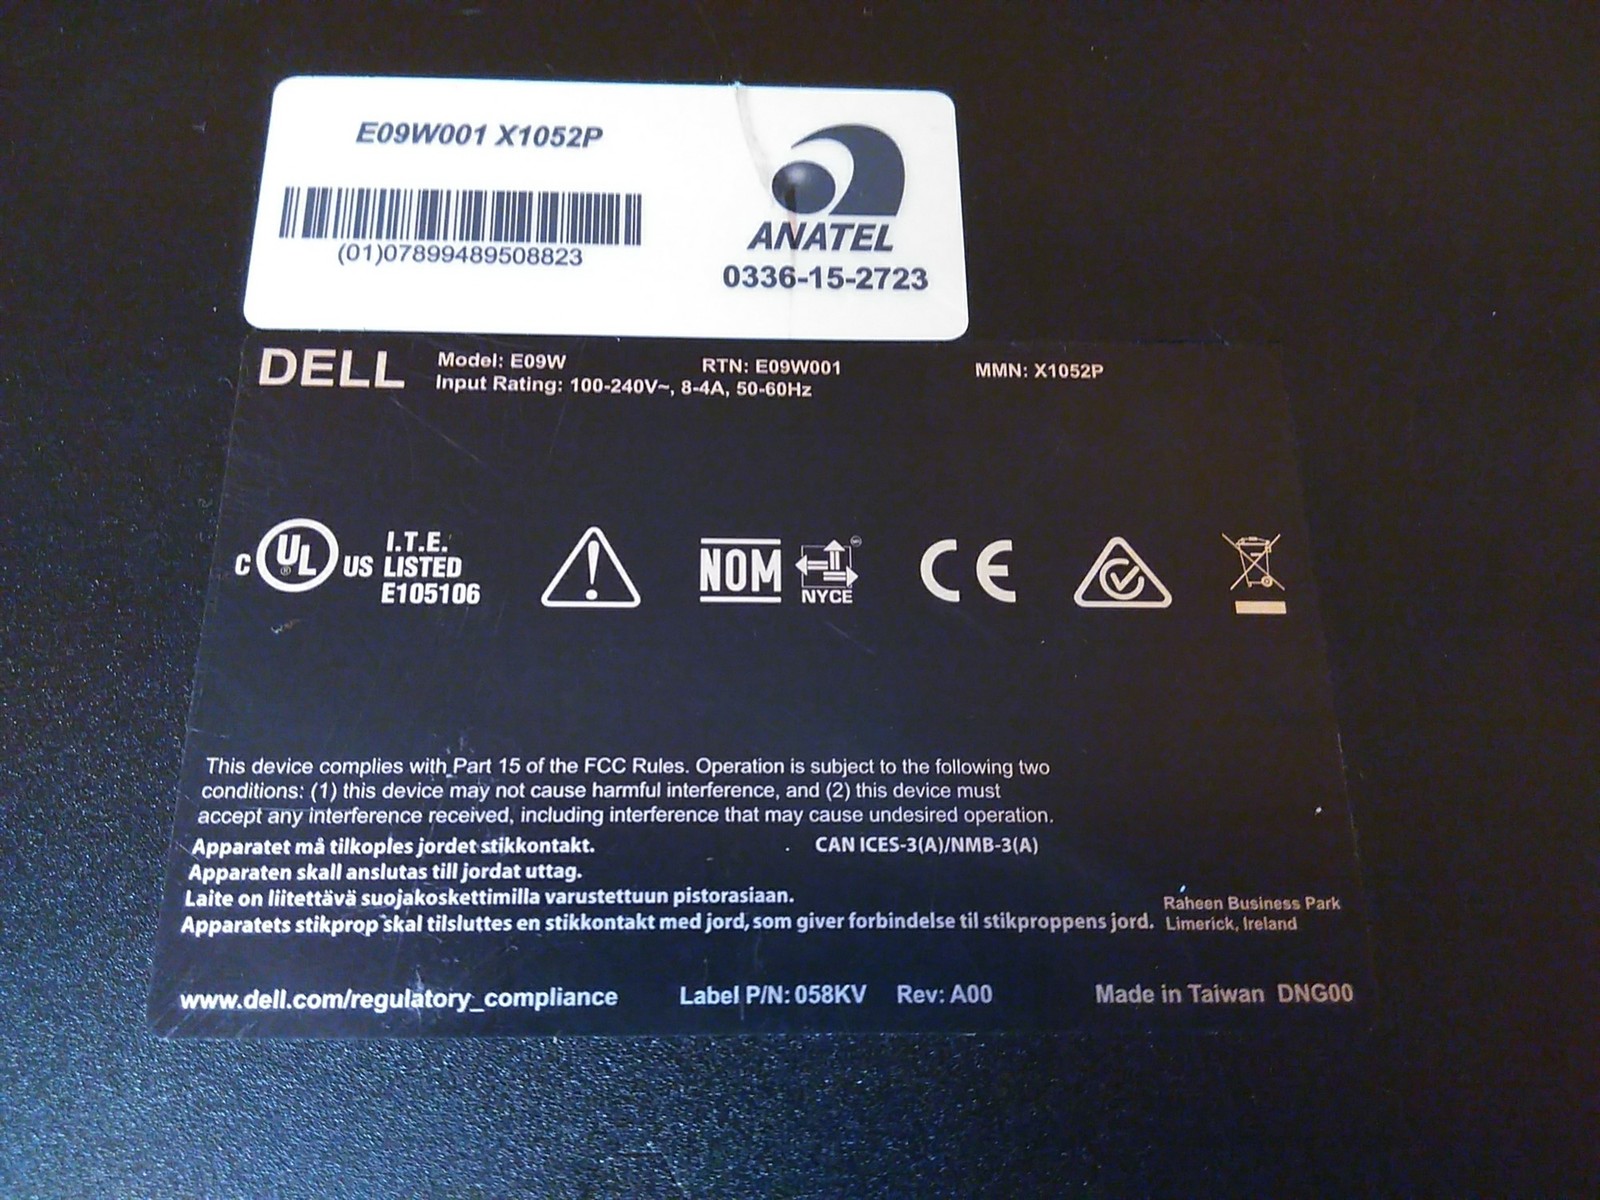 E09W001 X1052P
(01)07899489508823
ANATEL
0336-15-2723
DELL
Model: E09W RTN: E09W001 MMN: X1052P
Input Rating: 100-240V~, 8-4A, 50-60Hz
C UL ® US I.T.E. LISTED E105106
NOM
NYCE
CE
This device complies with Part 15 of the FCC Rules. Operation is subject to the following two
conditions: (1) this device may not cause harmful interference, and (2) this device must
accept any interference received, including interference that may cause undesired operation.
Apparatet må tilkoples jordet stikkontakt. CAN ICES-3(A)/NMB-3(A)
Apparaten skall anslutas till jordat uttag.
Laite on liitettävä suojakoskettimilla varustettuun pistorasiaan.
Apparatets stikprop skal tilsluttes en stikkontakt med jord, som giver forbindelse til stikproppens jord.
Raheen Business Park
Limerick, Ireland
www.dell.com/regulatory_compliance Label P/N: 058KV Rev: A00 Made in Taiwan DNG00